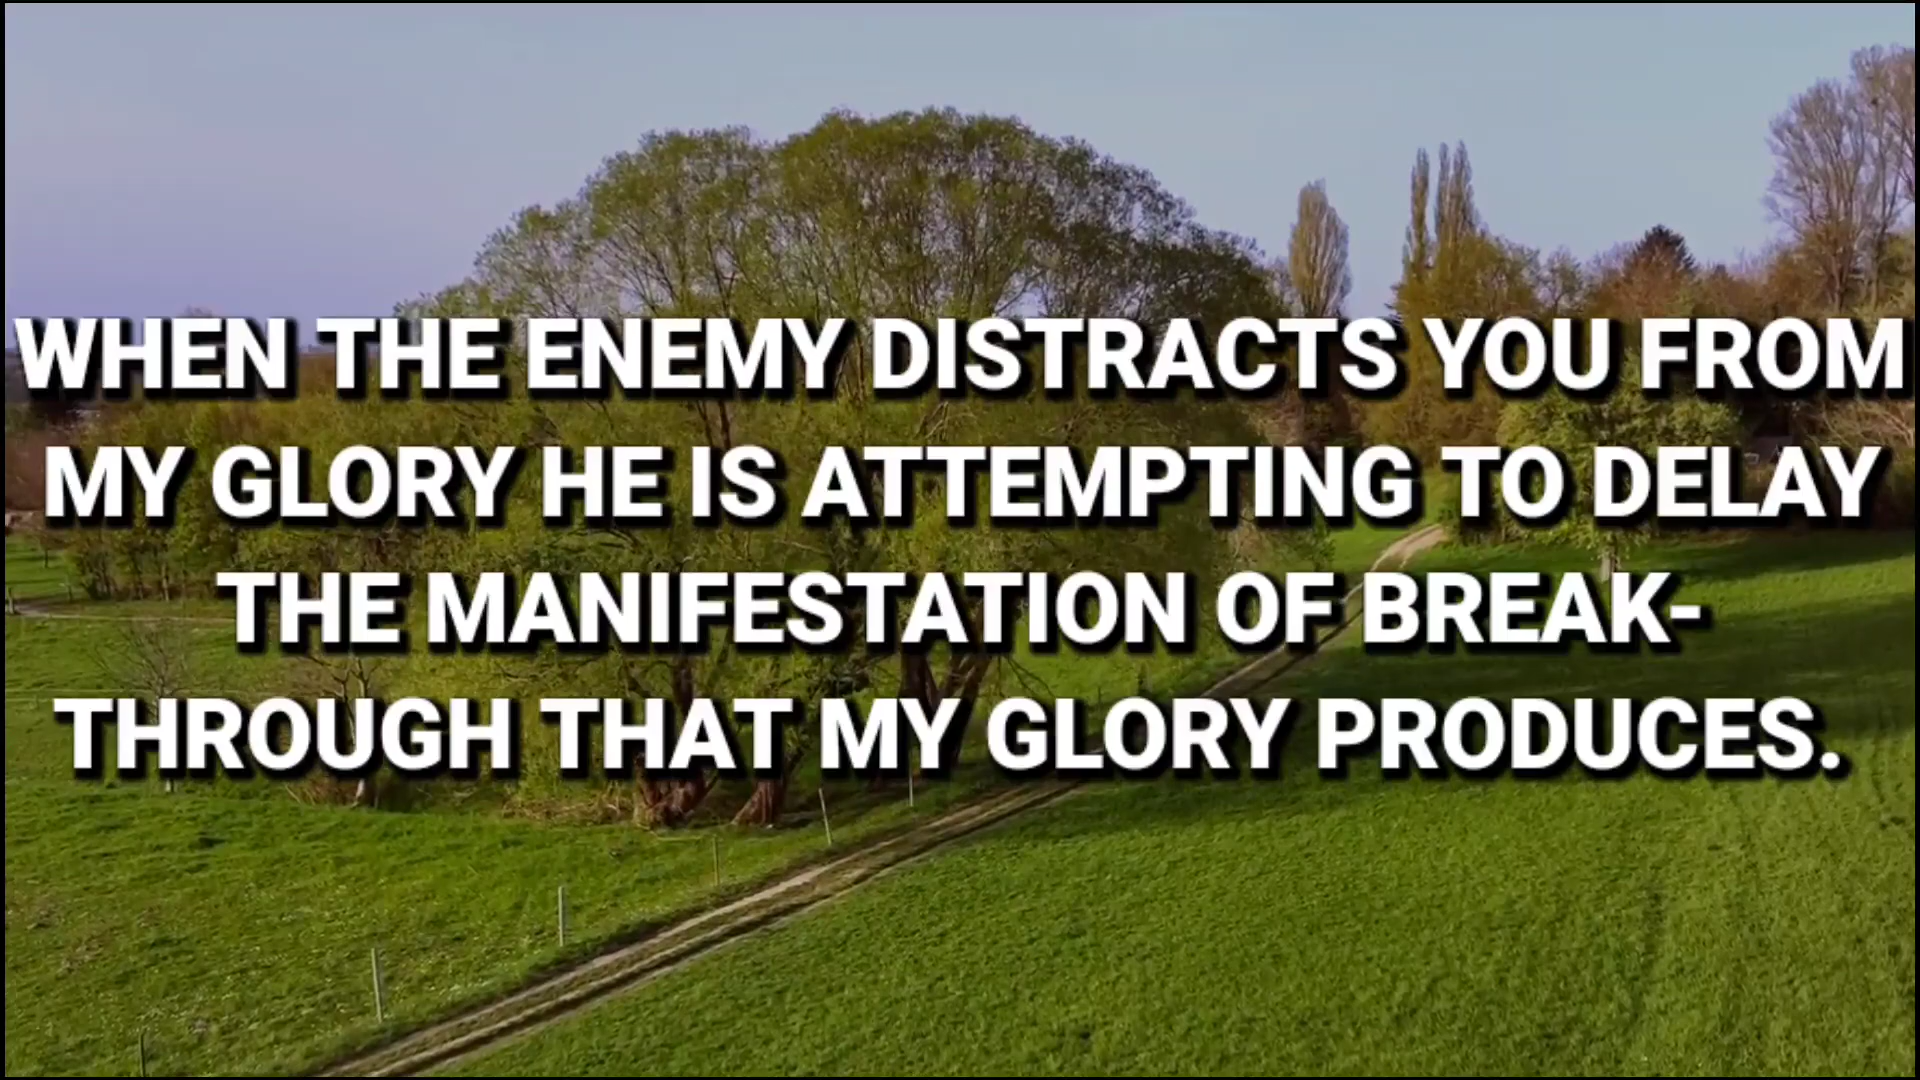 WHEN THE ENEMY DISTRACTS YOU FROM
MY GLORY HE IS ATTEMPTING TO DELAY
THE MANIFESTATION OF BREAK-
THROUGH THAT MY GLORY PRODUCES.